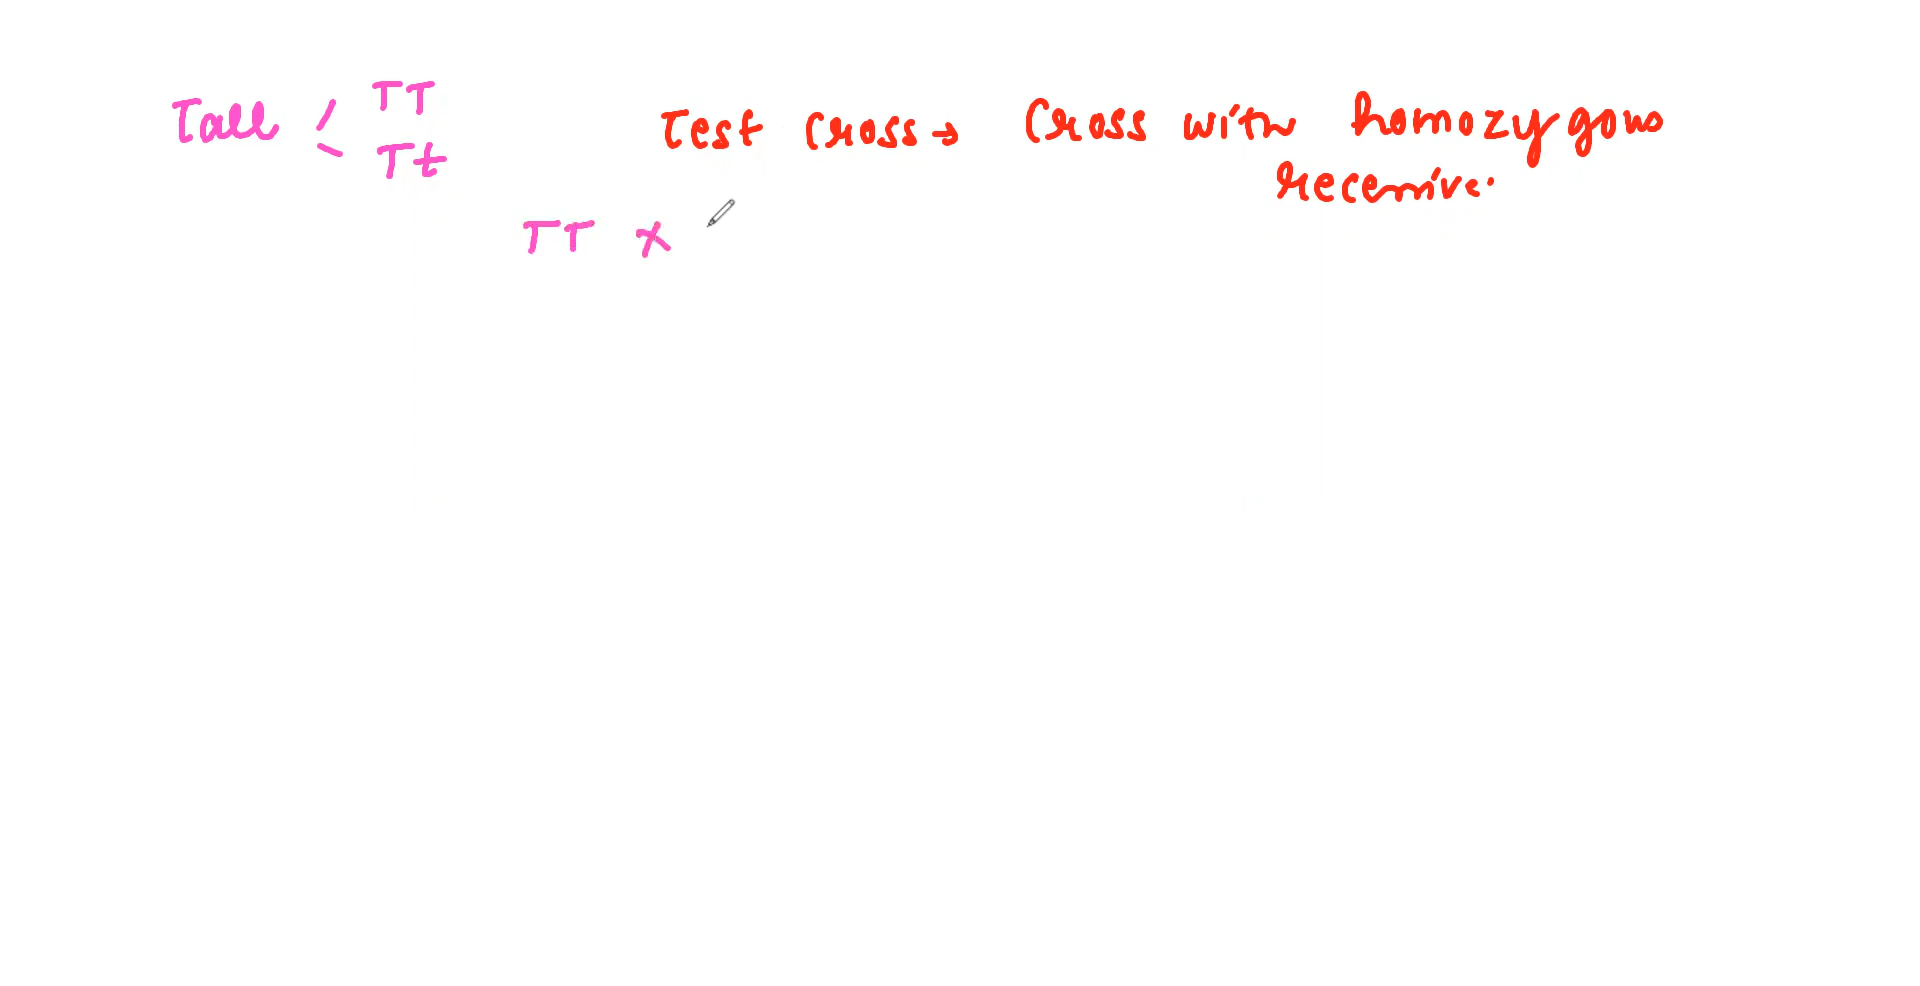 Tall TT
Tt
Test Cross → Cross with homozygous
recessive.
TT x